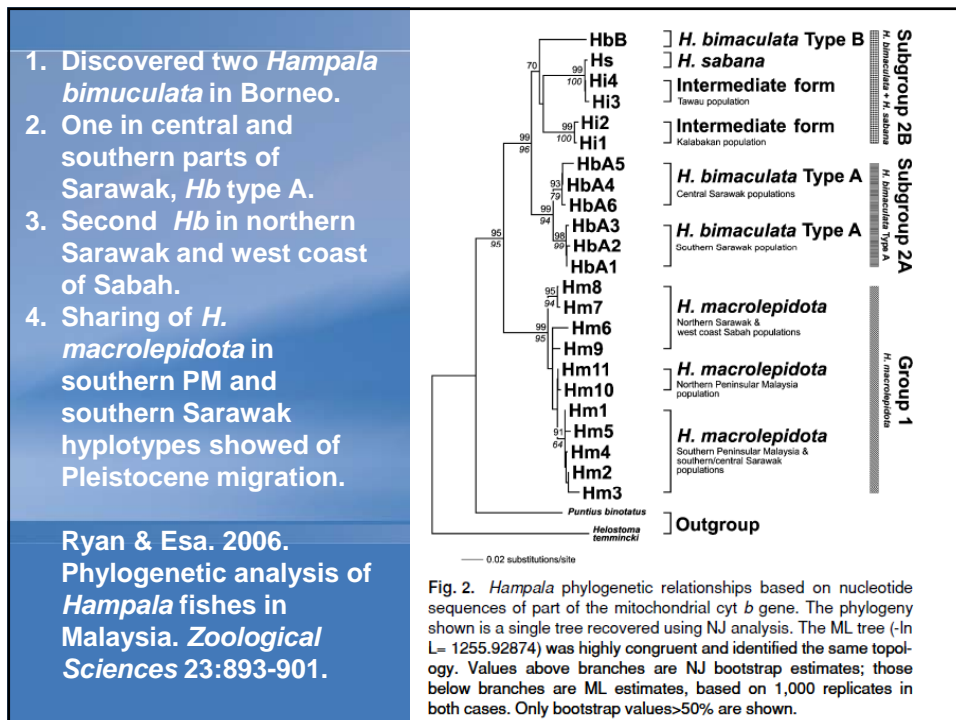 1. Discovered two Hampala
bimuculata in Borneo.
2. One in central and
southern parts of
Sarawak, Hb type A.
3. Second Hb in northern
Sarawak and west coast
of Sabah.
4. Sharing of H.
macrolepidota in
southern PM and
southern Sarawak
hyplotypes showed of
Pleistocene migration.
Ryan & Esa. 2006.
Phylogenetic analysis of
Hampala fishes in
Malaysia. Zoological
Sciences 23:893-901.
HbB
H. bimaculata Type B
70
Hs
H. sabana
99
100
Hi4
Hi3
Intermediate form
Tawau population
99
96
99
100
Hi2
Hi1
Intermediate form
Kalabakan population
Subgroup 2B
H. bimaculata + H. sabana
HbA5
93
79
HbA4
HbA6
H. bimaculata Type A
Central Sarawak populations
99
94
HbA3
98
99
HbA2
HbA1
H. bimaculata Type A
Southern Sarawak population
Subgroup 2A
H. bimaculata Type A
95
95
Hm8
95
94
Hm7
99
95
Hm6
Hm9
H. macrolepidota
Northern Sarawak &
west coast Sabah populations
Hm11
Hm10
H. macrolepidota
Northern Peninsular Malaysia
population
Hm1
91
64
Hm5
Hm4
Hm2
Hm3
H. macrolepidota
Southern Peninsular Malaysia &
southern/central Sarawak
populations
Group 1
H. macrolepidota
Puntius binotatus
Helostoma
temmincki
Outgroup
0.02 substitutions/site
Fig. 2. Hampala phylogenetic relationships based on nucleotide
sequences of part of the mitochondrial cyt b gene. The phylogeny
shown is a single tree recovered using NJ analysis. The ML tree (-ln
L= 1255.92874) was highly congruent and identified the same topol-
ogy. Values above branches are NJ bootstrap estimates; those
below branches are ML estimates, based on 1,000 replicates in
both cases. Only bootstrap values>50% are shown.